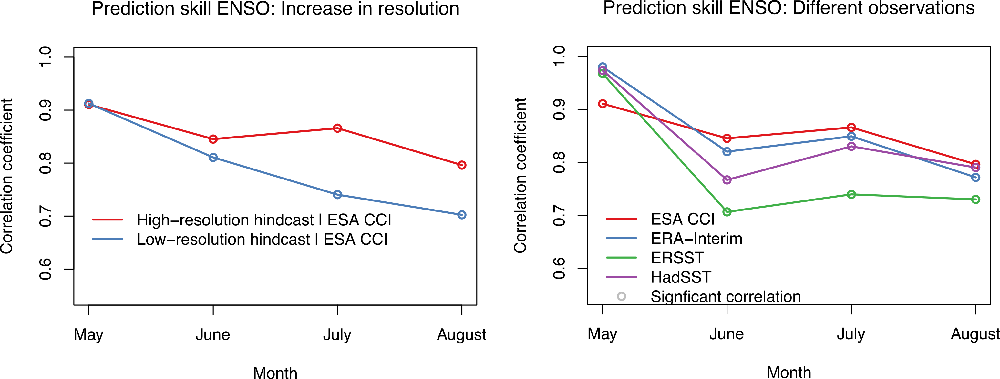 Prediction skill ENSO: Increase in resolution
Correlation coefficient
1.0
0.9
0.8
0.7
0.6
High−resolution hindcast | ESA CCI
Low−resolution hindcast | ESA CCI
May June July August
Month
Prediction skill ENSO: Different observations
Correlation coefficient
1.0
0.9
0.8
0.7
0.6
ESA CCI
ERA−Interim
ERSST
HadSST
Signficant correlation
May June July August
Month